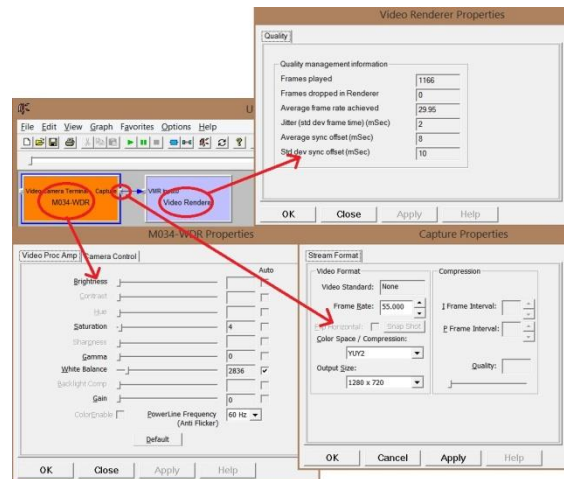 Video Renderer Properties
Quality
Quality management information
Frames played 1166
Frames dropped in Renderer 0
Average frame rate achieved 29.95
Jitter (std dev frame time) (mSec) 2
Average sync offset (mSec) 8
Std dev sync offset (mSec) 10
OK Close Apply Help
U
File Edit View Graph Favorites Options Help
Video Camera Terminal Capture
M034-WDR
VMR Input0
Video Renderer
M034-WDR Properties
Video Proc Amp Camera Control
Auto
Brightness
Contrast
Hue
Saturation 4
Sharpness
Gamma 0
White Balance 2836
Backlight Comp
Gain 0
ColorEnable PowerLine Frequency 60 Hz
(Anti Flicker)
Default
OK Close Apply Help
Capture Properties
Stream Format
Video Format Compression
Video Standard: None
Frame Rate: 55.000 I Frame Interval:
Flip Horizontal: Snap Shot P Frame Interval:
Color Space / Compression:
YUY2
Output Size: Quality:
1280 x 720
OK Cancel Apply Help